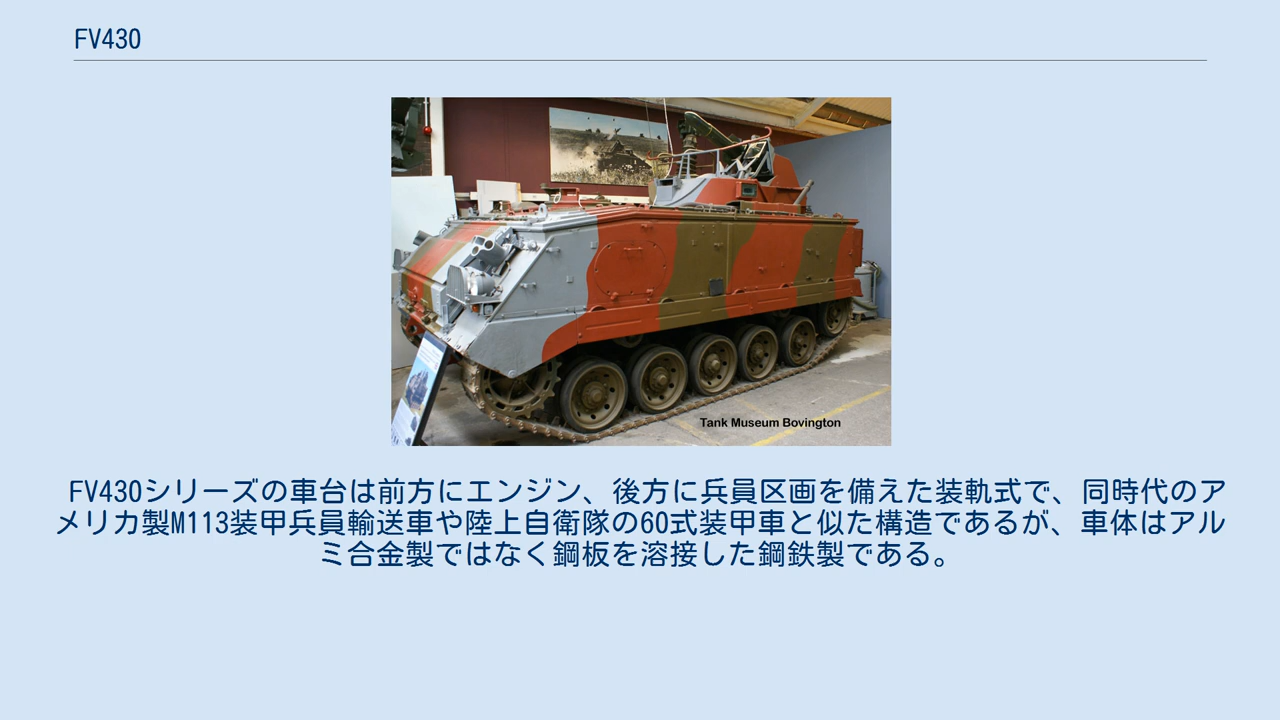 FV430
Tank Museum Bovington
FV430シリーズの車台は前方にエンジン、後方に兵員区画を備えた装軌式で、同時代のア
メリカ製M113装甲兵員輸送車や陸上自衛隊の60式装甲車と似た構造であるが、車体はアル
ミ合金製ではなく鋼板を溶接した鋼鉄製である。